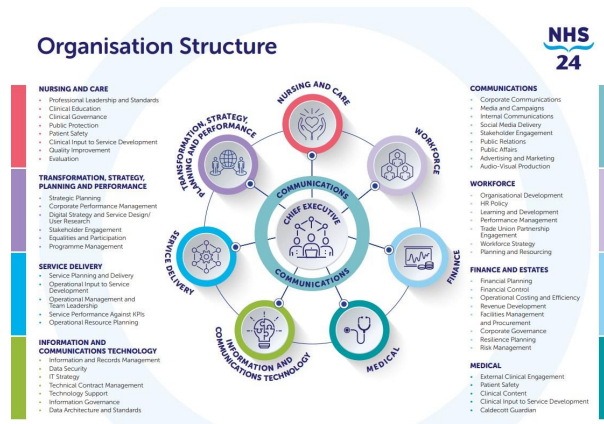 Organisation Structure
NHS
24
NURSING AND CARE
Professional Leadership and Standards
Clinical Education
Clinical Governance
Public Protection
Patient Safety
Clinical Input to Service Development
Quality Improvement
Evaluation
TRANSFORMATION, STRATEGY,
PLANNING AND PERFORMANCE
Strategic Planning
Corporate Performance Management
Digital Strategy and Service Design/
User Research
Stakeholder Engagement
Equalities and Participation
Programme Management
SERVICE DELIVERY
Service Planning and Delivery
Operational Input to Service
Development
Operational Management and
Team Leadership
Service Performance Against KPIs
Operational Resource Planning
INFORMATION AND
COMMUNICATIONS TECHNOLOGY
Information and Records Management
Data Security
IT Strategy
Technical Contract Management
Technology Support
Information Governance
Data Architecture and Standards
NURSING AND CARE
WORKFORCE
FINANCE
MEDICAL
INFORMATION AND
COMMUNICATIONS TECHNOLOGY
SERVICE DELIVERY
TRANSFORMATION, STRATEGY,
PLANNING AND PERFORMANCE
COMMUNICATIONS
CHIEF EXECUTIVE
COMMUNICATIONS
COMMUNICATIONS
Corporate Communications
Media and Campaigns
Internal Communications
Social Media Delivery
Stakeholder Engagement
Public Relations
Public Affairs
Advertising and Marketing
Audio-Visual Production
WORKFORCE
Organisational Development
HR Policy
Learning and Development
Performance Management
Trade Union Partnership
Engagement
Workforce Strategy
Planning and Resourcing
FINANCE AND ESTATES
Financial Planning
Financial Control
Operational Costing and Efficiency
Revenue Development
Facilities Management
and Procurement
Corporate Governance
Resilience Planning
Risk Management
MEDICAL
External Clinical Engagement
Patient Safety
Clinical Content
Clinical Input to Service Development
Caldecott Guardian